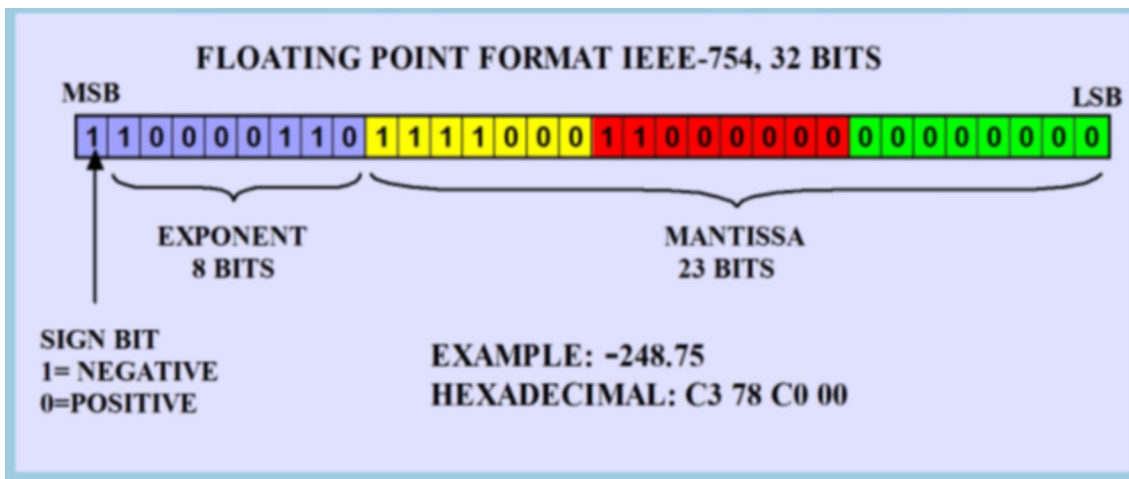 FLOATING POINT FORMAT IEEE-754, 32 BITS
MSB LSB
1 1 0 0 0 0 1 1 0 1 1 1 1 0 0 0 1 1 0 0 0 0 0 0 0 0 0 0 0 0 0 0
EXPONENT MANTISSA
8 BITS 23 BITS
SIGN BIT
1= NEGATIVE
0=POSITIVE
EXAMPLE: -248.75
HEXADECIMAL: C3 78 C0 00